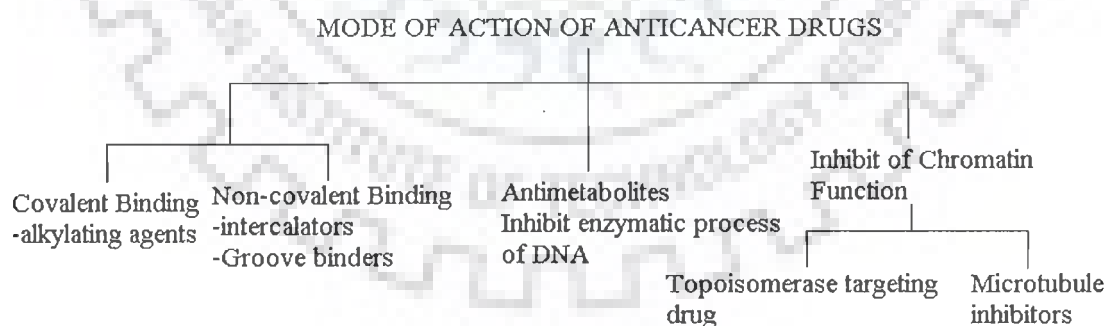 MODE OF ACTION OF ANTICANCER DRUGS
Covalent Binding
-alkylating agents
Non-covalent Binding
-intercalators
-Groove binders
Antimetabolites
Inhibit enzymatic process
of DNA
Inhibit of Chromatin
Function
Topoisomerase targeting
drug
Microtubule
inhibitors